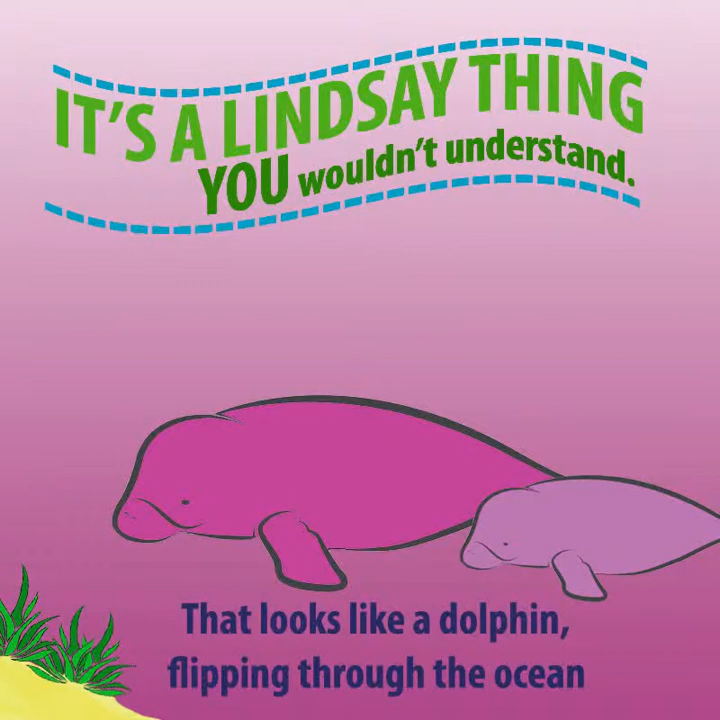 IT'S A LINDSAY THING
YOU wouldn't understand.
That looks like a dolphin,
flipping through the ocean